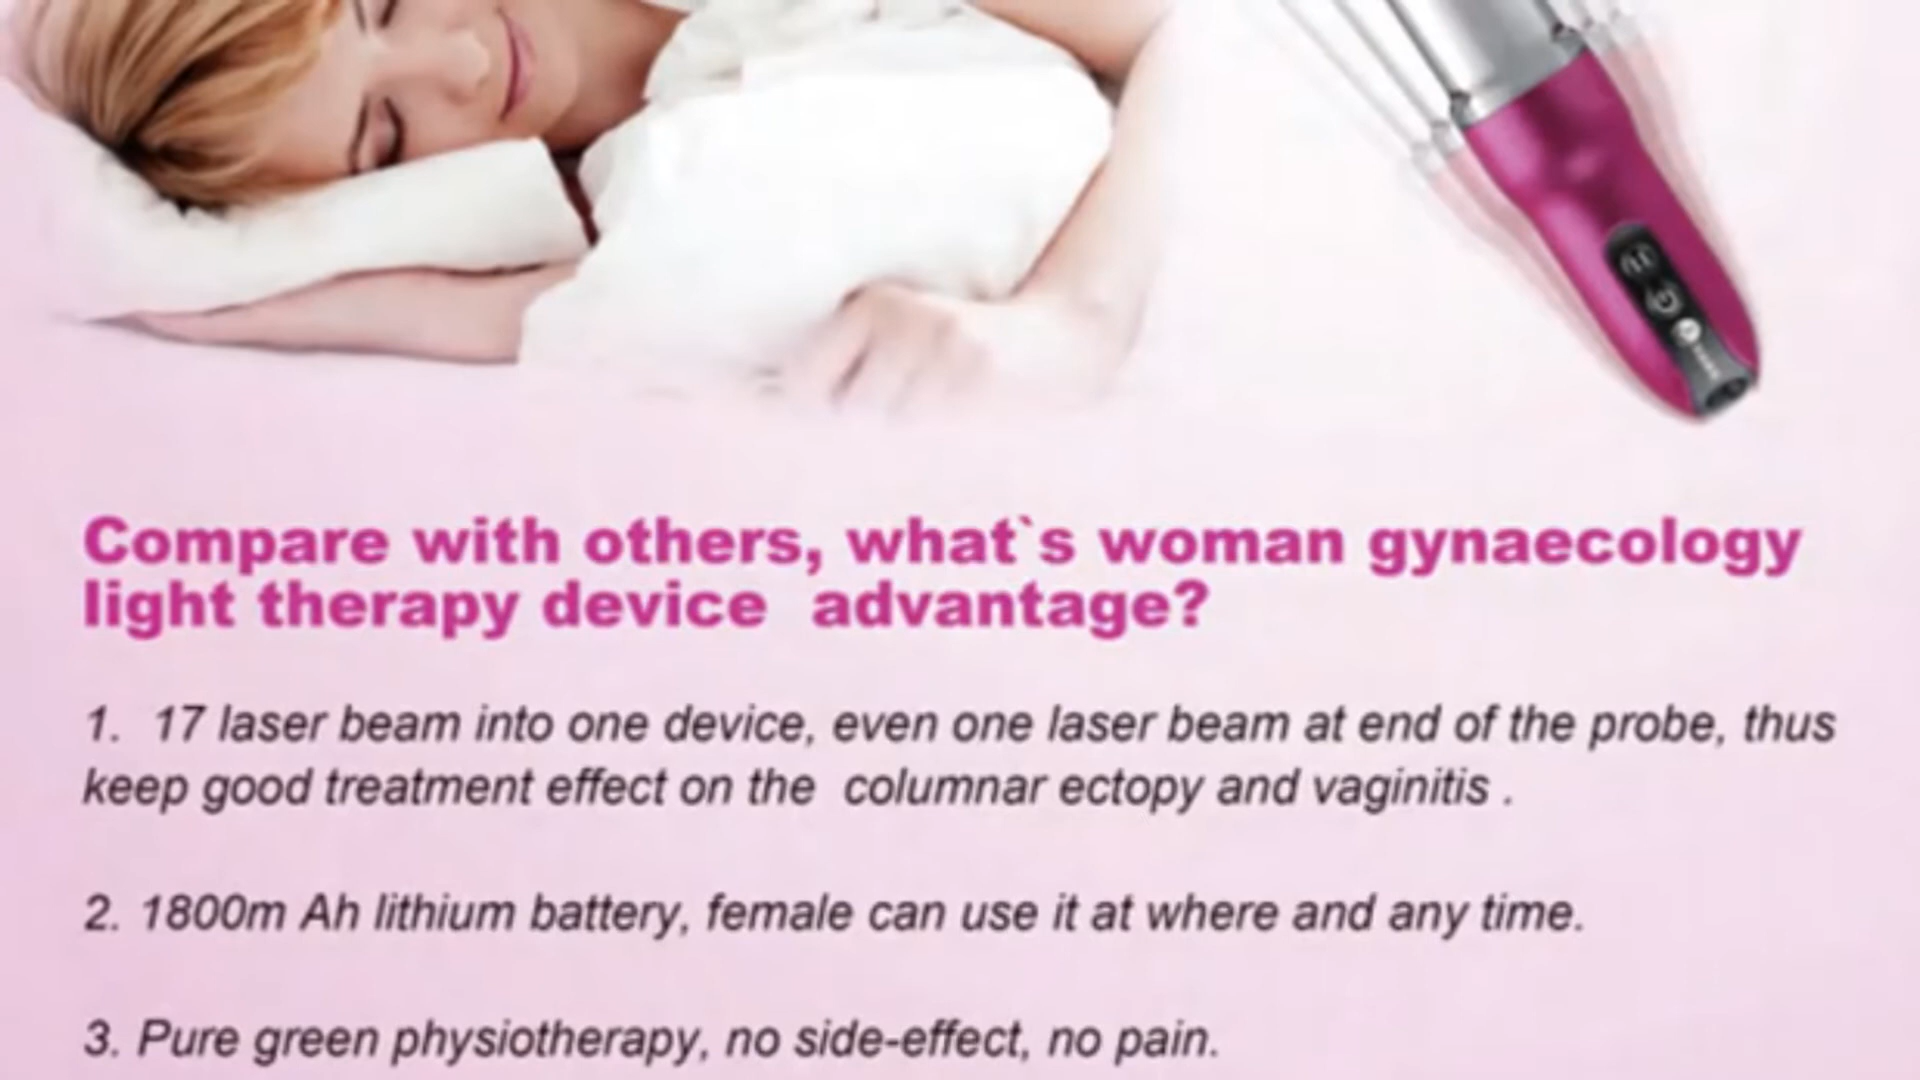 Compare with others, what`s woman gynaecology
light therapy device  advantage?
1.  17 laser beam into one device, even one laser beam at end of the probe, thus
keep good treatment effect on the  columnar ectopy and vaginitis .
2. 1800m Ah lithium battery, female can use it at where and any time.
3. Pure green physiotherapy, no side-effect, no pain.